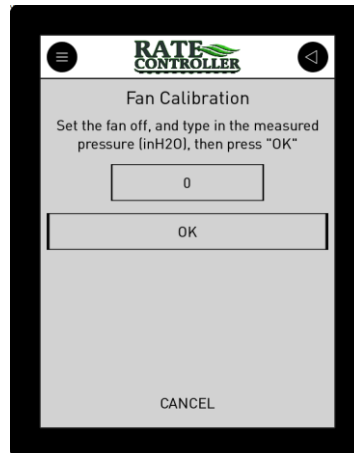 RATE
CONTROLLER
Fan Calibration
Set the fan off, and type in the measured
pressure (inH2O), then press "OK"
0
OK
CANCEL